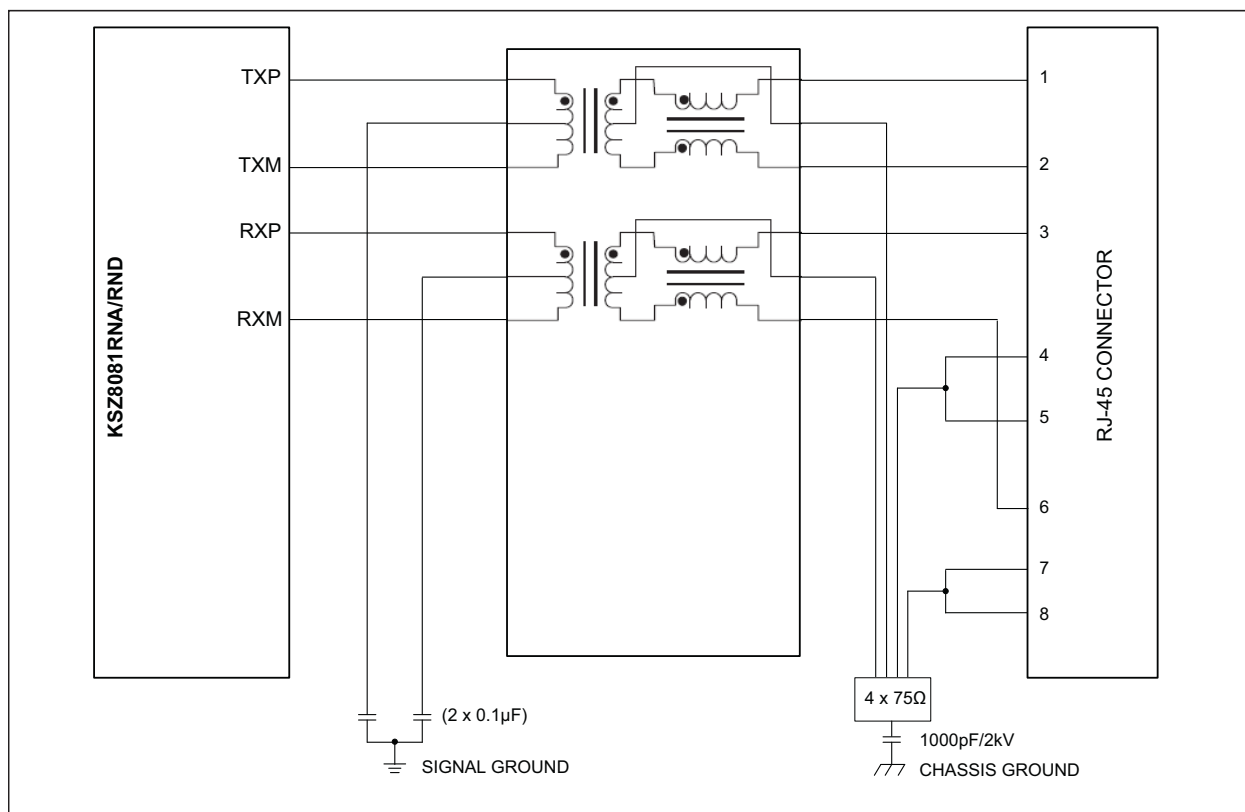 TXP
TXM
RXP
RXM
KSZ8081RNA/RND
1
2
3
4
5
6
7
8
RJ-45 CONNECTOR
4 x 75Ω
(2 x 0.1µF)
SIGNAL GROUND
1000pF/2kV
CHASSIS GROUND